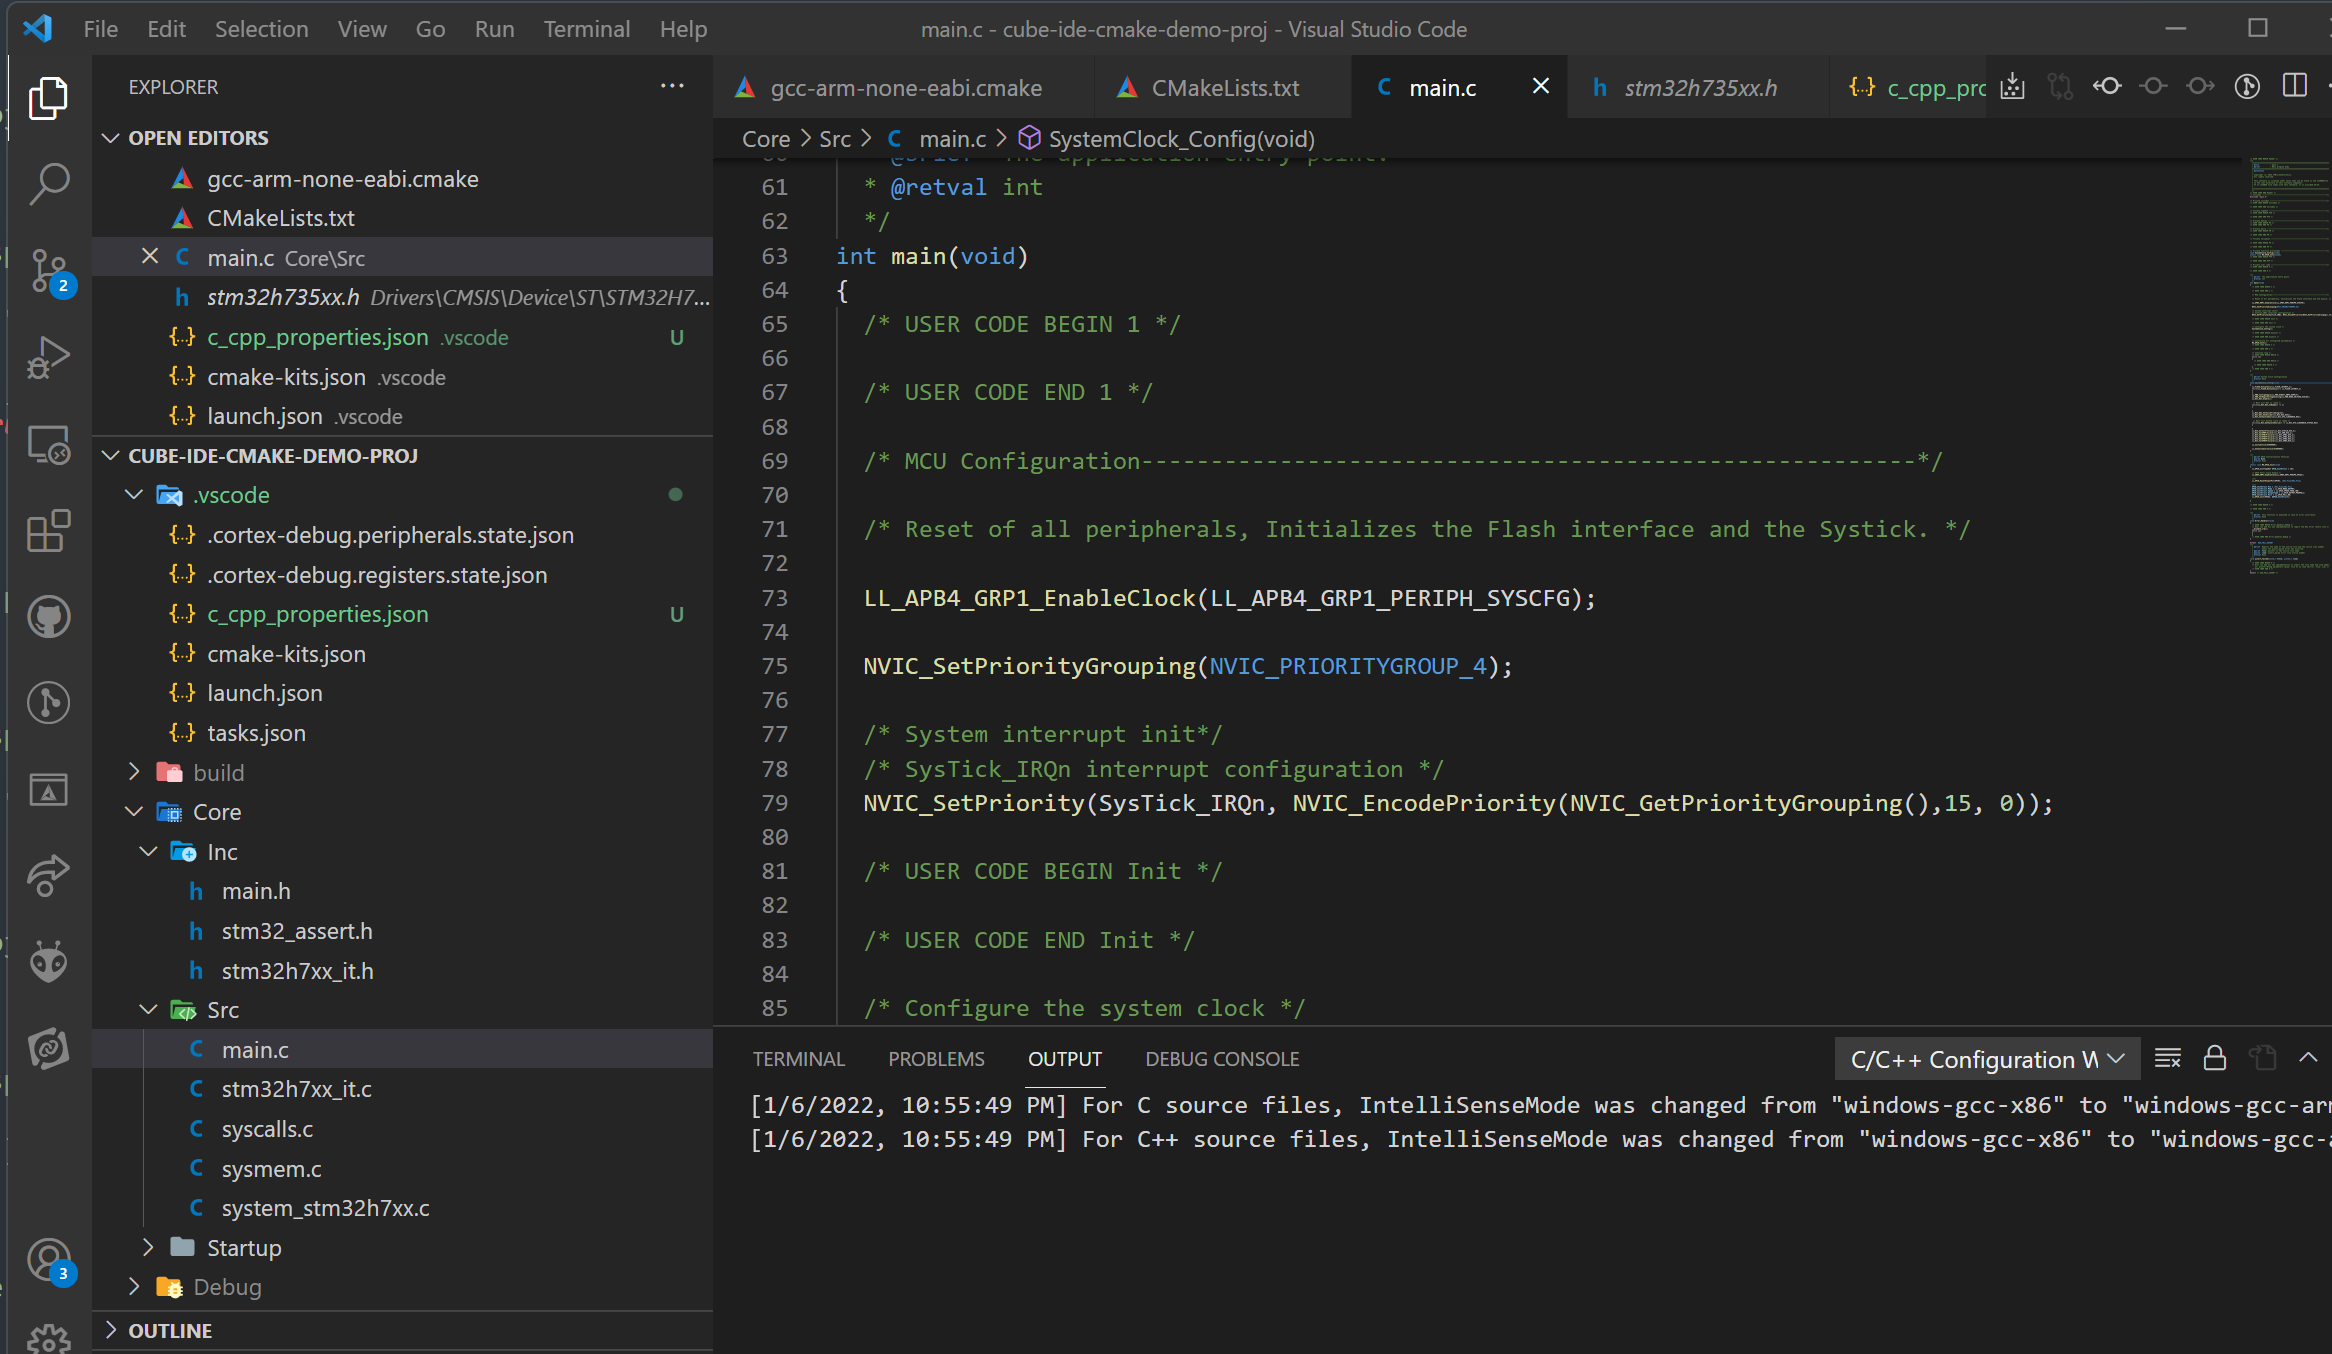 File Edit Selection View Go Run Terminal Help
main.c - cube-ide-cmake-demo-proj - Visual Studio Code
EXPLORER
OPEN EDITORS
gcc-arm-none-eabi.cmake
CMakeLists.txt
main.c Core\Src
stm32h735xx.h Drivers\CMSIS\Device\ST\STM32H7...
c_cpp_properties.json .vscode U
cmake-kits.json .vscode
launch.json .vscode
CUBE-IDE-CMAKE-DEMO-PROJ
.vscode
.cortex-debug.peripherals.state.json
.cortex-debug.registers.state.json
c_cpp_properties.json U
cmake-kits.json
launch.json
tasks.json
build
Core
Inc
main.h
stm32_assert.h
stm32h7xx_it.h
Src
main.c
stm32h7xx_it.c
syscalls.c
sysmem.c
system_stm32h7xx.c
Startup
Debug
OUTLINE
2
3
gcc-arm-none-eabi.cmake CMakeLists.txt main.c stm32h735xx.h c_cpp_pro
Core > Src > main.c > SystemClock_Config(void)
60 * @brief The application entry point.
61 * @retval int
62 */
63 int main(void)
64 {
65 /* USER CODE BEGIN 1 */
66
67 /* USER CODE END 1 */
68
69 /* MCU Configuration--------------------------------------------------------*/
70
71 /* Reset of all peripherals, Initializes the Flash interface and the Systick. */
72
73 LL_APB4_GRP1_EnableClock(LL_APB4_GRP1_PERIPH_SYSCFG);
74
75 NVIC_SetPriorityGrouping(NVIC_PRIORITYGROUP_4);
76
77 /* System interrupt init*/
78 /* SysTick_IRQn interrupt configuration */
79 NVIC_SetPriority(SysTick_IRQn, NVIC_EncodePriority(NVIC_GetPriorityGrouping(),15, 0));
80
81 /* USER CODE BEGIN Init */
82
83 /* USER CODE END Init */
84
85 /* Configure the system clock */
TERMINAL PROBLEMS OUTPUT DEBUG CONSOLE
C/C++ Configuration W
[1/6/2022, 10:55:49 PM] For C source files, IntelliSenseMode was changed from "windows-gcc-x86" to "windows-gcc-arm
[1/6/2022, 10:55:49 PM] For C++ source files, IntelliSenseMode was changed from "windows-gcc-x86" to "windows-gcc-a